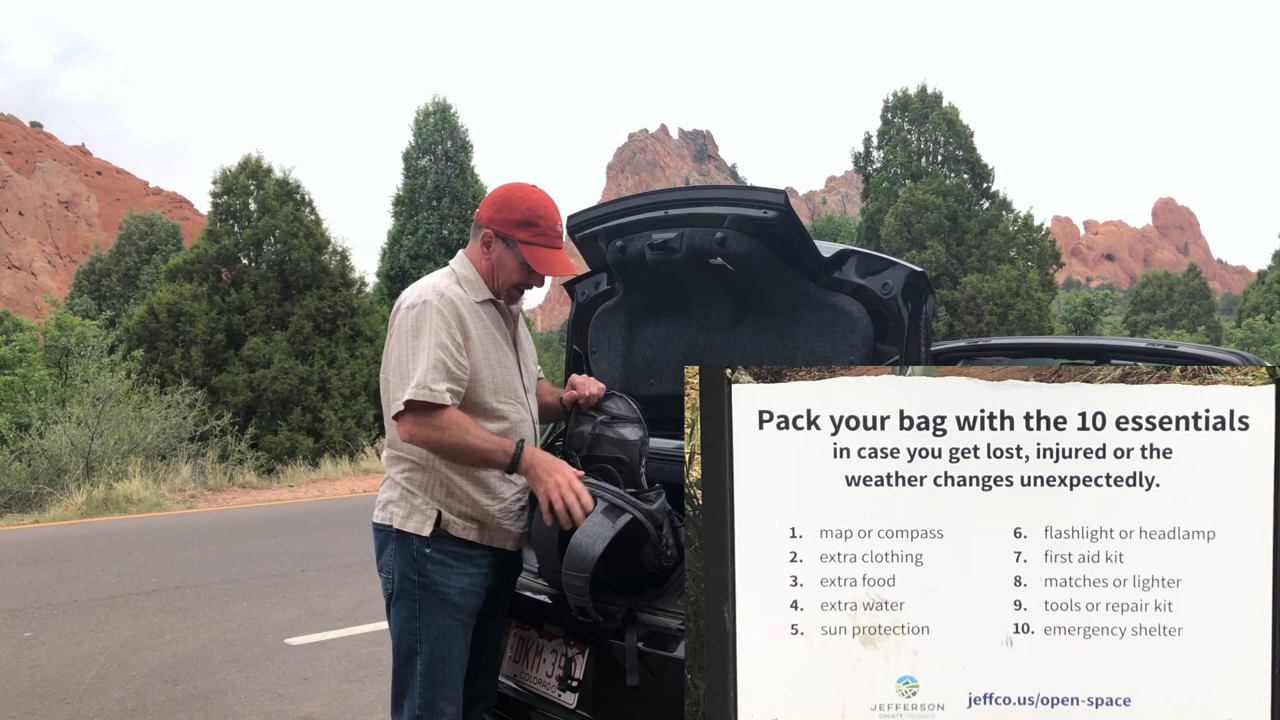 Pack your bag with the 10 essentials
in case you get lost, injured or the
weather changes unexpectedly.
1. map or compass
2. extra clothing
3. extra food
4. extra water
5. sun protection
6. flashlight or headlamp
7. first aid kit
8. matches or lighter
9. tools or repair kit
10. emergency shelter
JEFFERSON
COUNTY COLORADO
jeffco.us/open-space
COLORADO